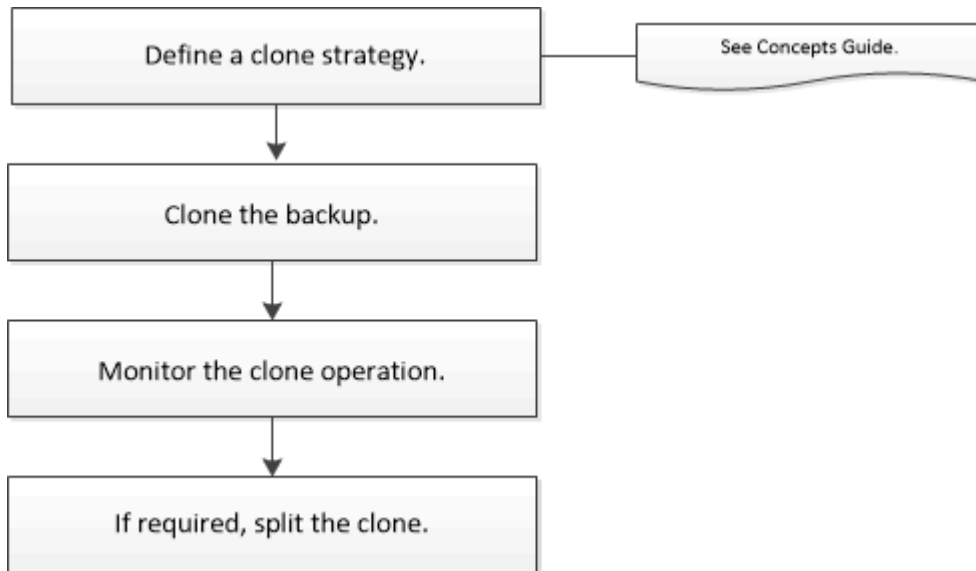 Define a clone strategy.
See Concepts Guide.
Clone the backup.
Monitor the clone operation.
If required, split the clone.